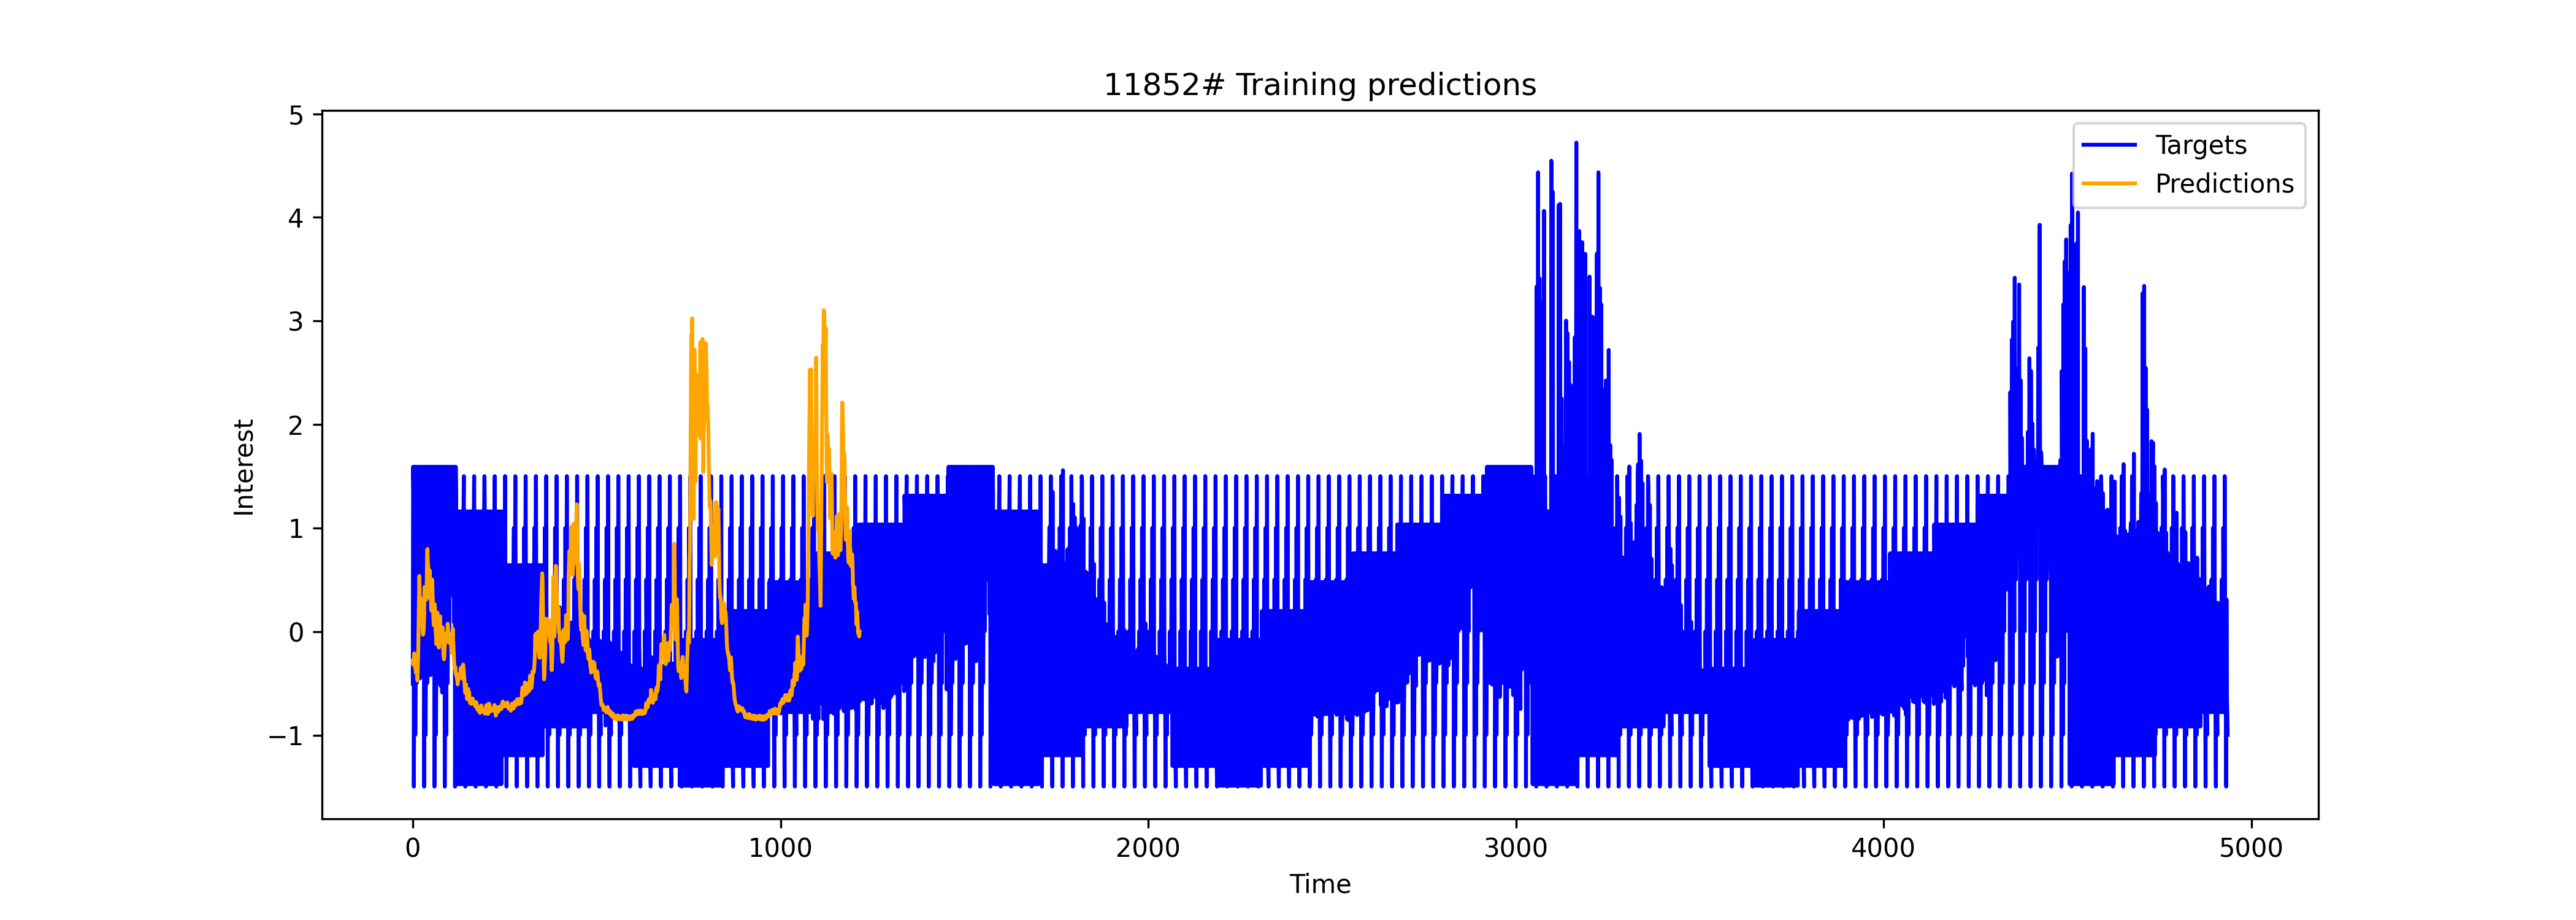 11852# Training predictions
5
4
3
2
1
0
−1
Interest
Targets
Predictions
0 1000 2000 3000 4000 5000
Time